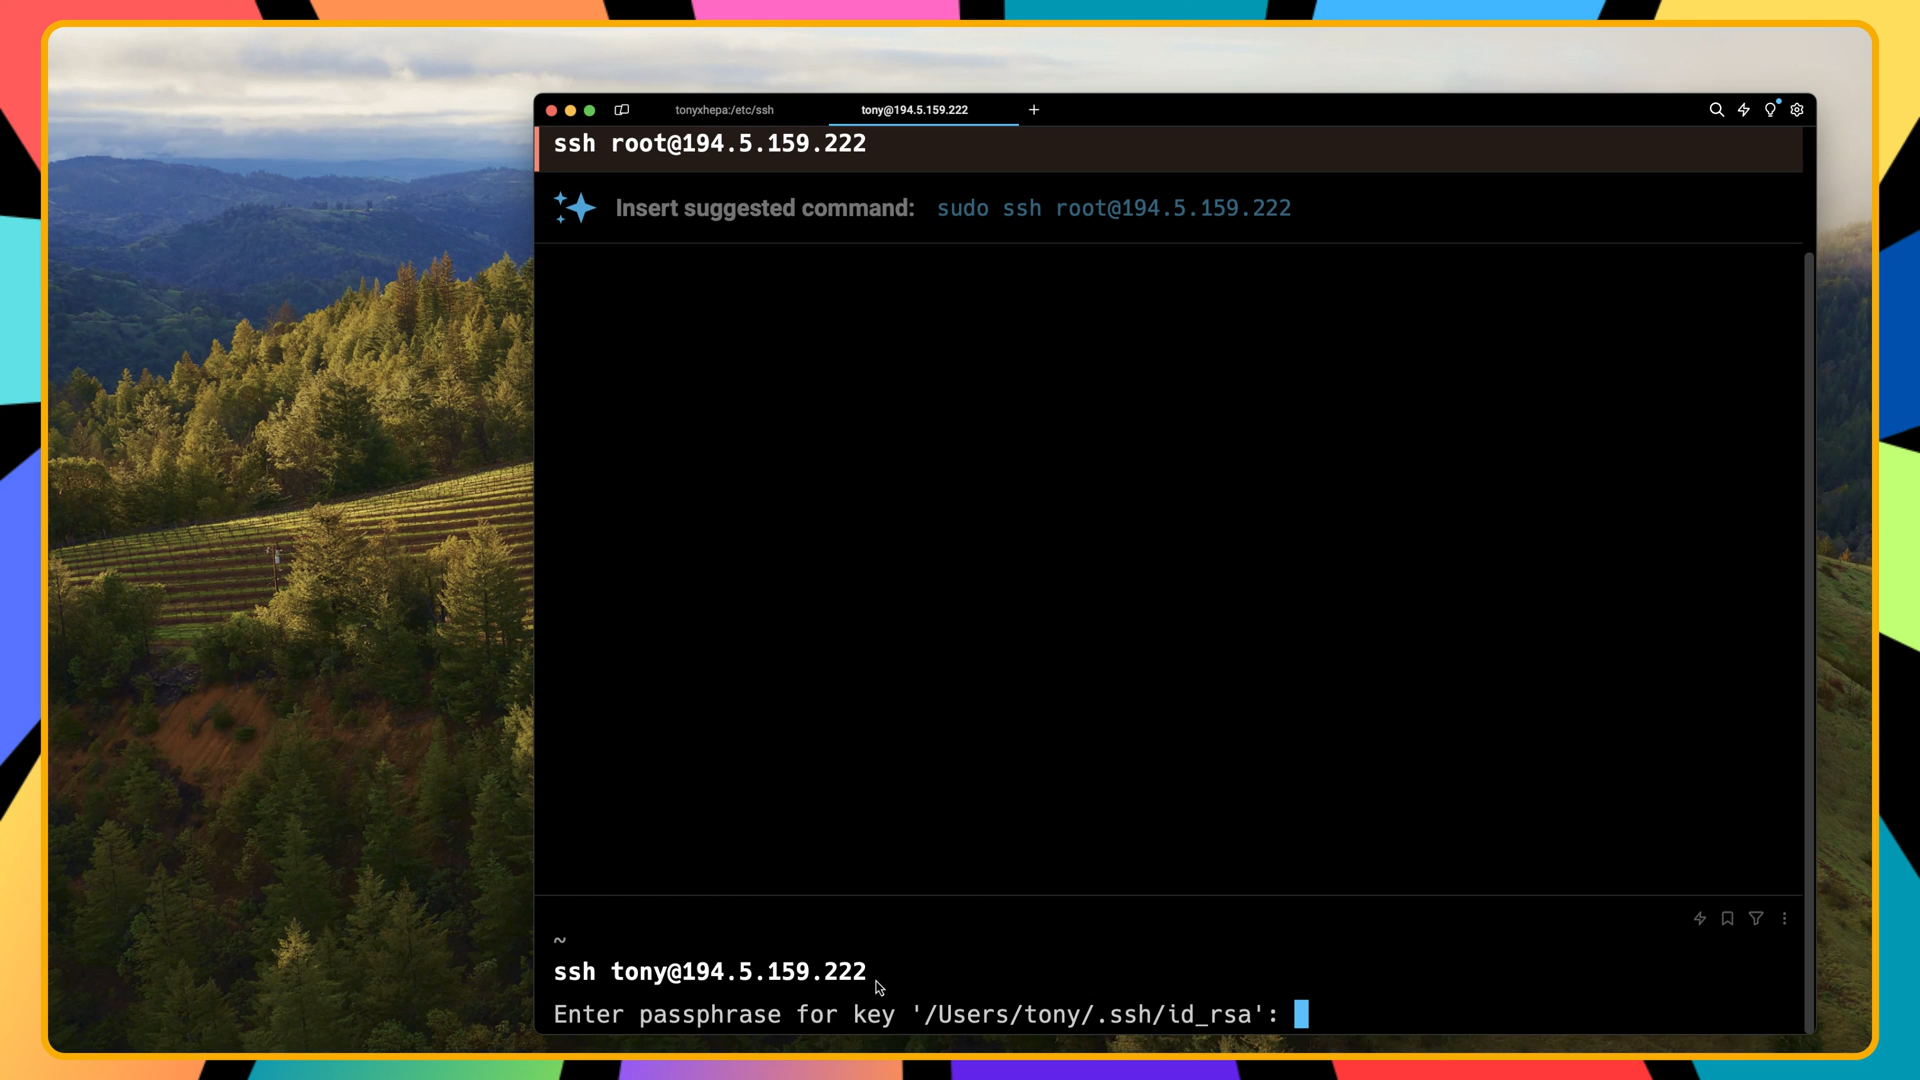 tonyxhepa:/etc/ssh
tony@194.5.159.222
ssh root@194.5.159.222
Insert suggested command: sudo ssh root@194.5.159.222
~
ssh tony@194.5.159.222
Enter passphrase for key '/Users/tony/.ssh/id_rsa':